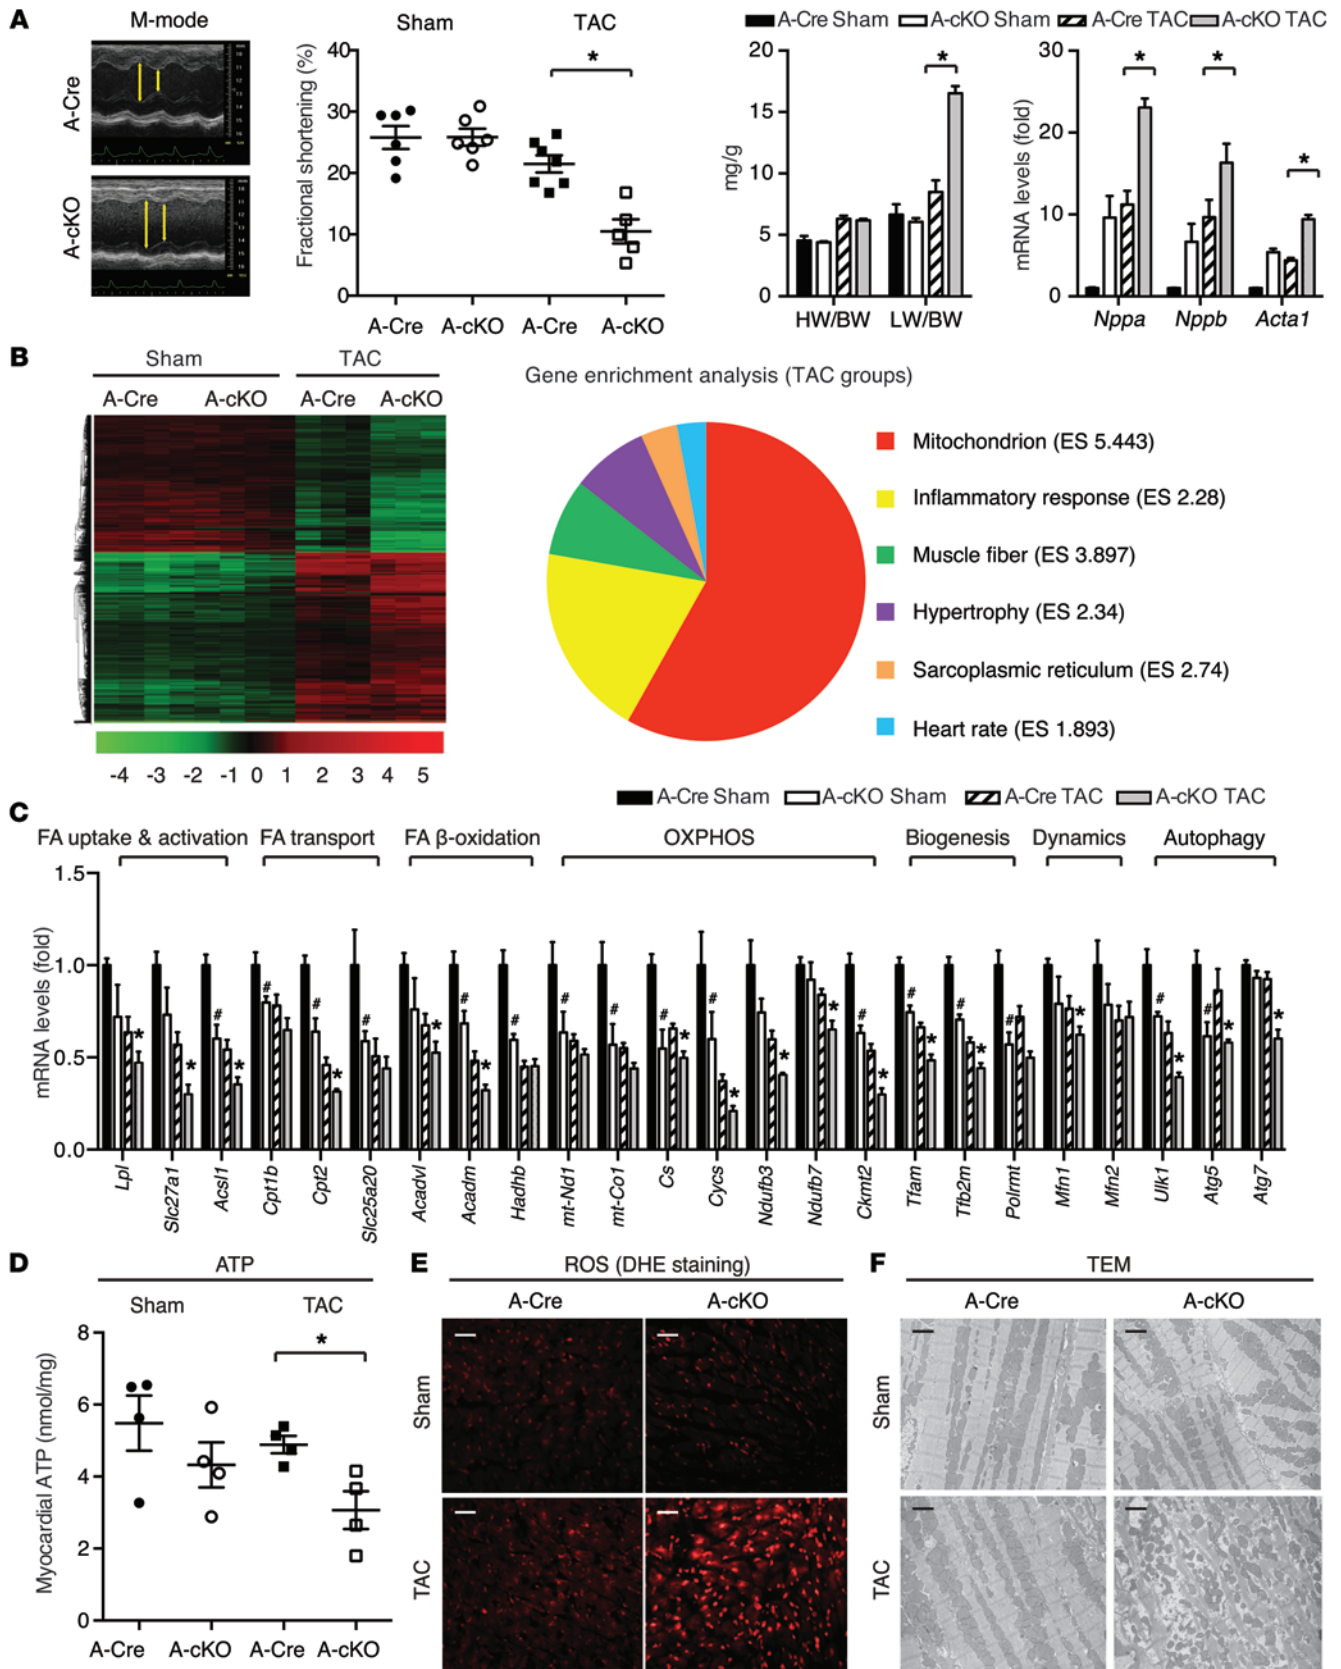 A
M-mode
A-Cre
A-cKO
Sham TAC
*
Fractional shortening (%)
40
30
20
10
0
A-Cre A-cKO A-Cre A-cKO
A-Cre Sham A-cKO Sham A-Cre TAC A-cKO TAC
mg/g
20
15
10
5
0
*
HW/BW LW/BW
mRNA levels (fold)
30
20
10
0
* * *
Nppa Nppb Acta1
B
Sham TAC
A-Cre A-cKO A-Cre A-cKO
-4 -3 -2 -1 0 1 2 3 4 5
Gene enrichment analysis (TAC groups)
Mitochondrion (ES 5.443)
Inflammatory response (ES 2.28)
Muscle fiber (ES 3.897)
Hypertrophy (ES 2.34)
Sarcoplasmic reticulum (ES 2.74)
Heart rate (ES 1.893)
C
A-Cre Sham A-cKO Sham A-Cre TAC A-cKO TAC
FA uptake & activation FA transport FA β-oxidation OXPHOS Biogenesis Dynamics Autophagy
mRNA levels (fold)
1.5
1.0
0.5
0.0
Lpl Slc27a1 Acsl1 Cpt1b Cpt2 Slc25a20 Acadvl Acadm Hadhb mt-Nd1 mt-Co1 Cs Cycs Ndufb3 Ndufb7 Ckmt2 Tfam Tfb2m Polrmt Mfn1 Mfn2 Ulk1 Atg5 Atg7
D
ATP
Sham TAC
*
Myocardial ATP (nmol/mg)
8
6
4
2
0
A-Cre A-cKO A-Cre A-cKO
E
ROS (DHE staining)
A-Cre A-cKO
Sham
TAC
F
TEM
A-Cre A-cKO
Sham
TAC